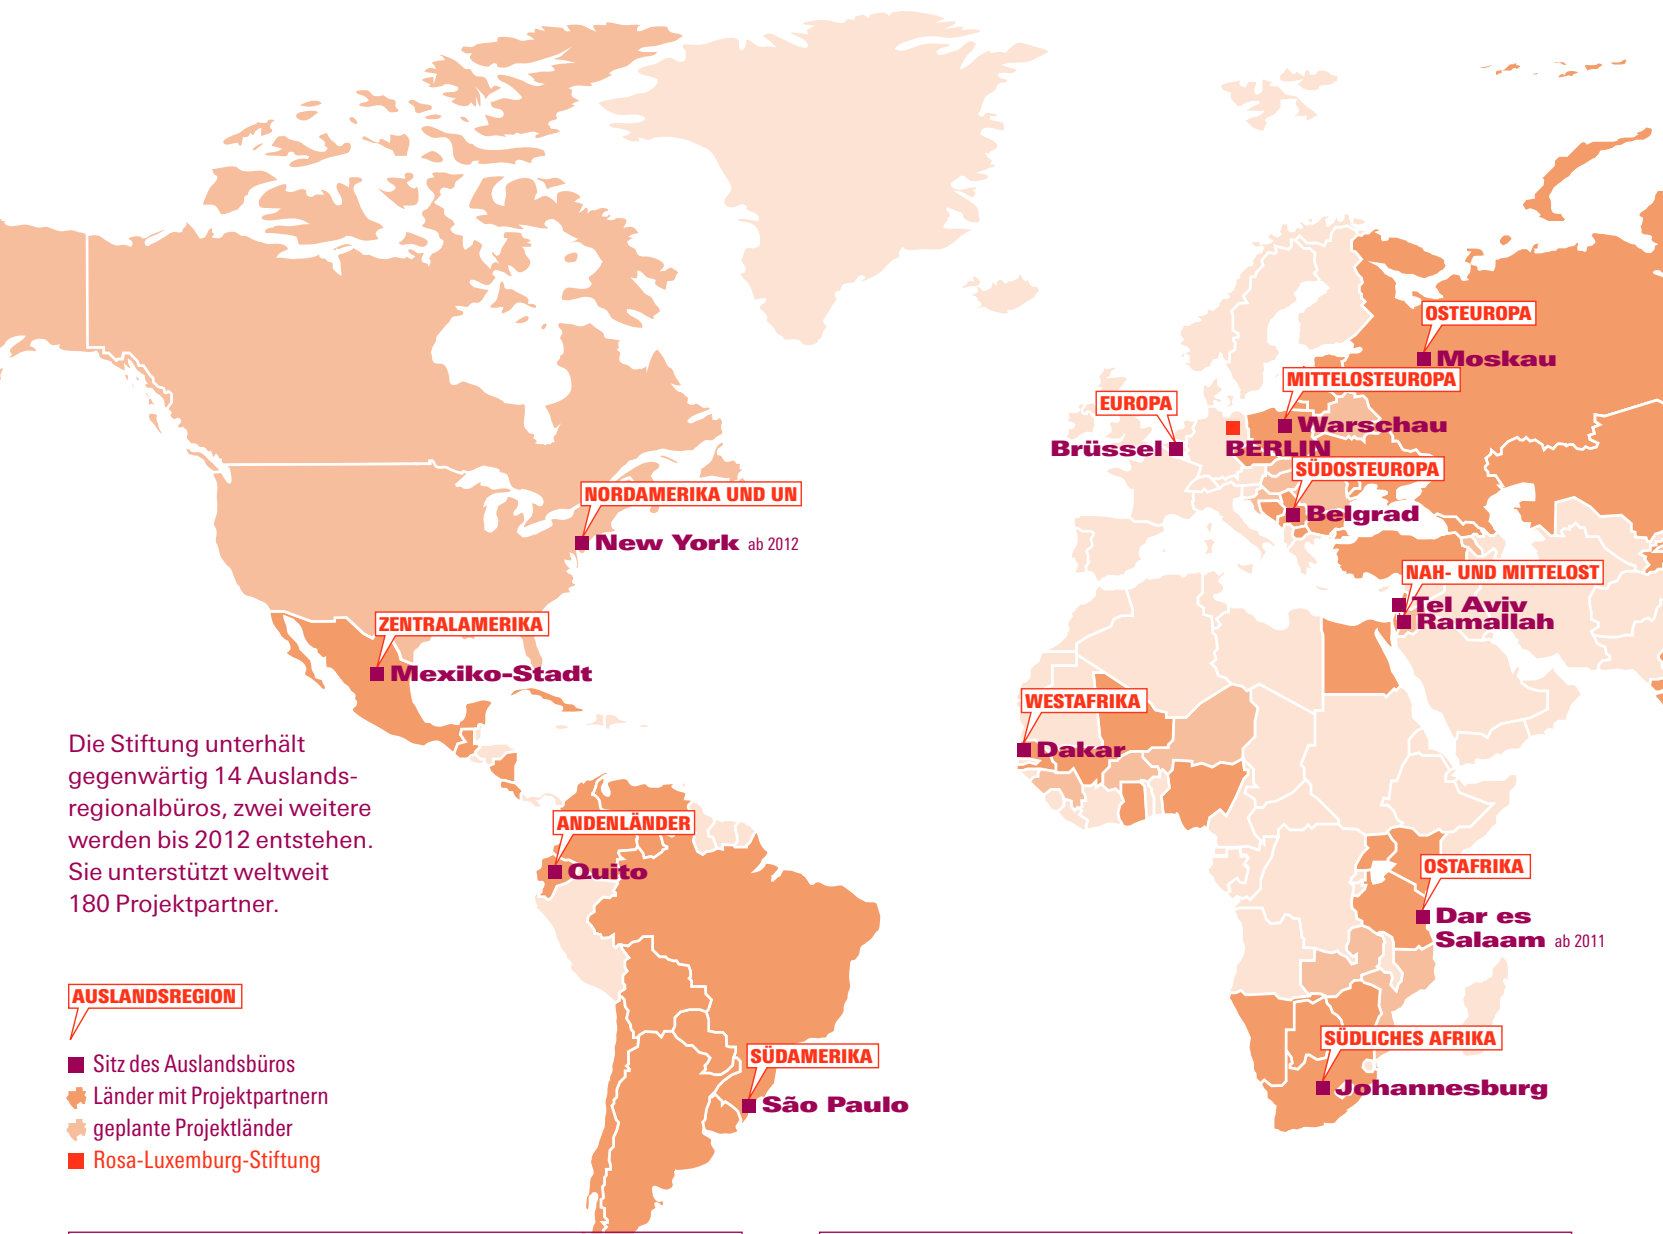 OSTEUROPA
Moskau
MITTELOSTEUROPA
EUROPA
Warschau
Brüssel
BERLIN
SÜDOSTEUROPA
NORDAMERIKA UND UN
Belgrad
New York ab 2012
NAH- UND MITTELOST
Tel Aviv
Ramallah
ZENTRALAMERIKA
Mexiko-Stadt
WESTAFRIKA
Dakar
Die Stiftung unterhält
gegenwärtig 14 Auslands-
regionalbüros, zwei weitere
werden bis 2012 entstehen.
Sie unterstützt weltweit
180 Projektpartner.
ANDENLÄNDER
Quito
OSTAFRIKA
Dar es
Salaam ab 2011
AUSLANDSREGION
Sitz des Auslandsbüros
Länder mit Projektpartnern
geplante Projektländer
Rosa-Luxemburg-Stiftung
SÜDAMERIKA
São Paulo
SÜDLICHES AFRIKA
Johannesburg